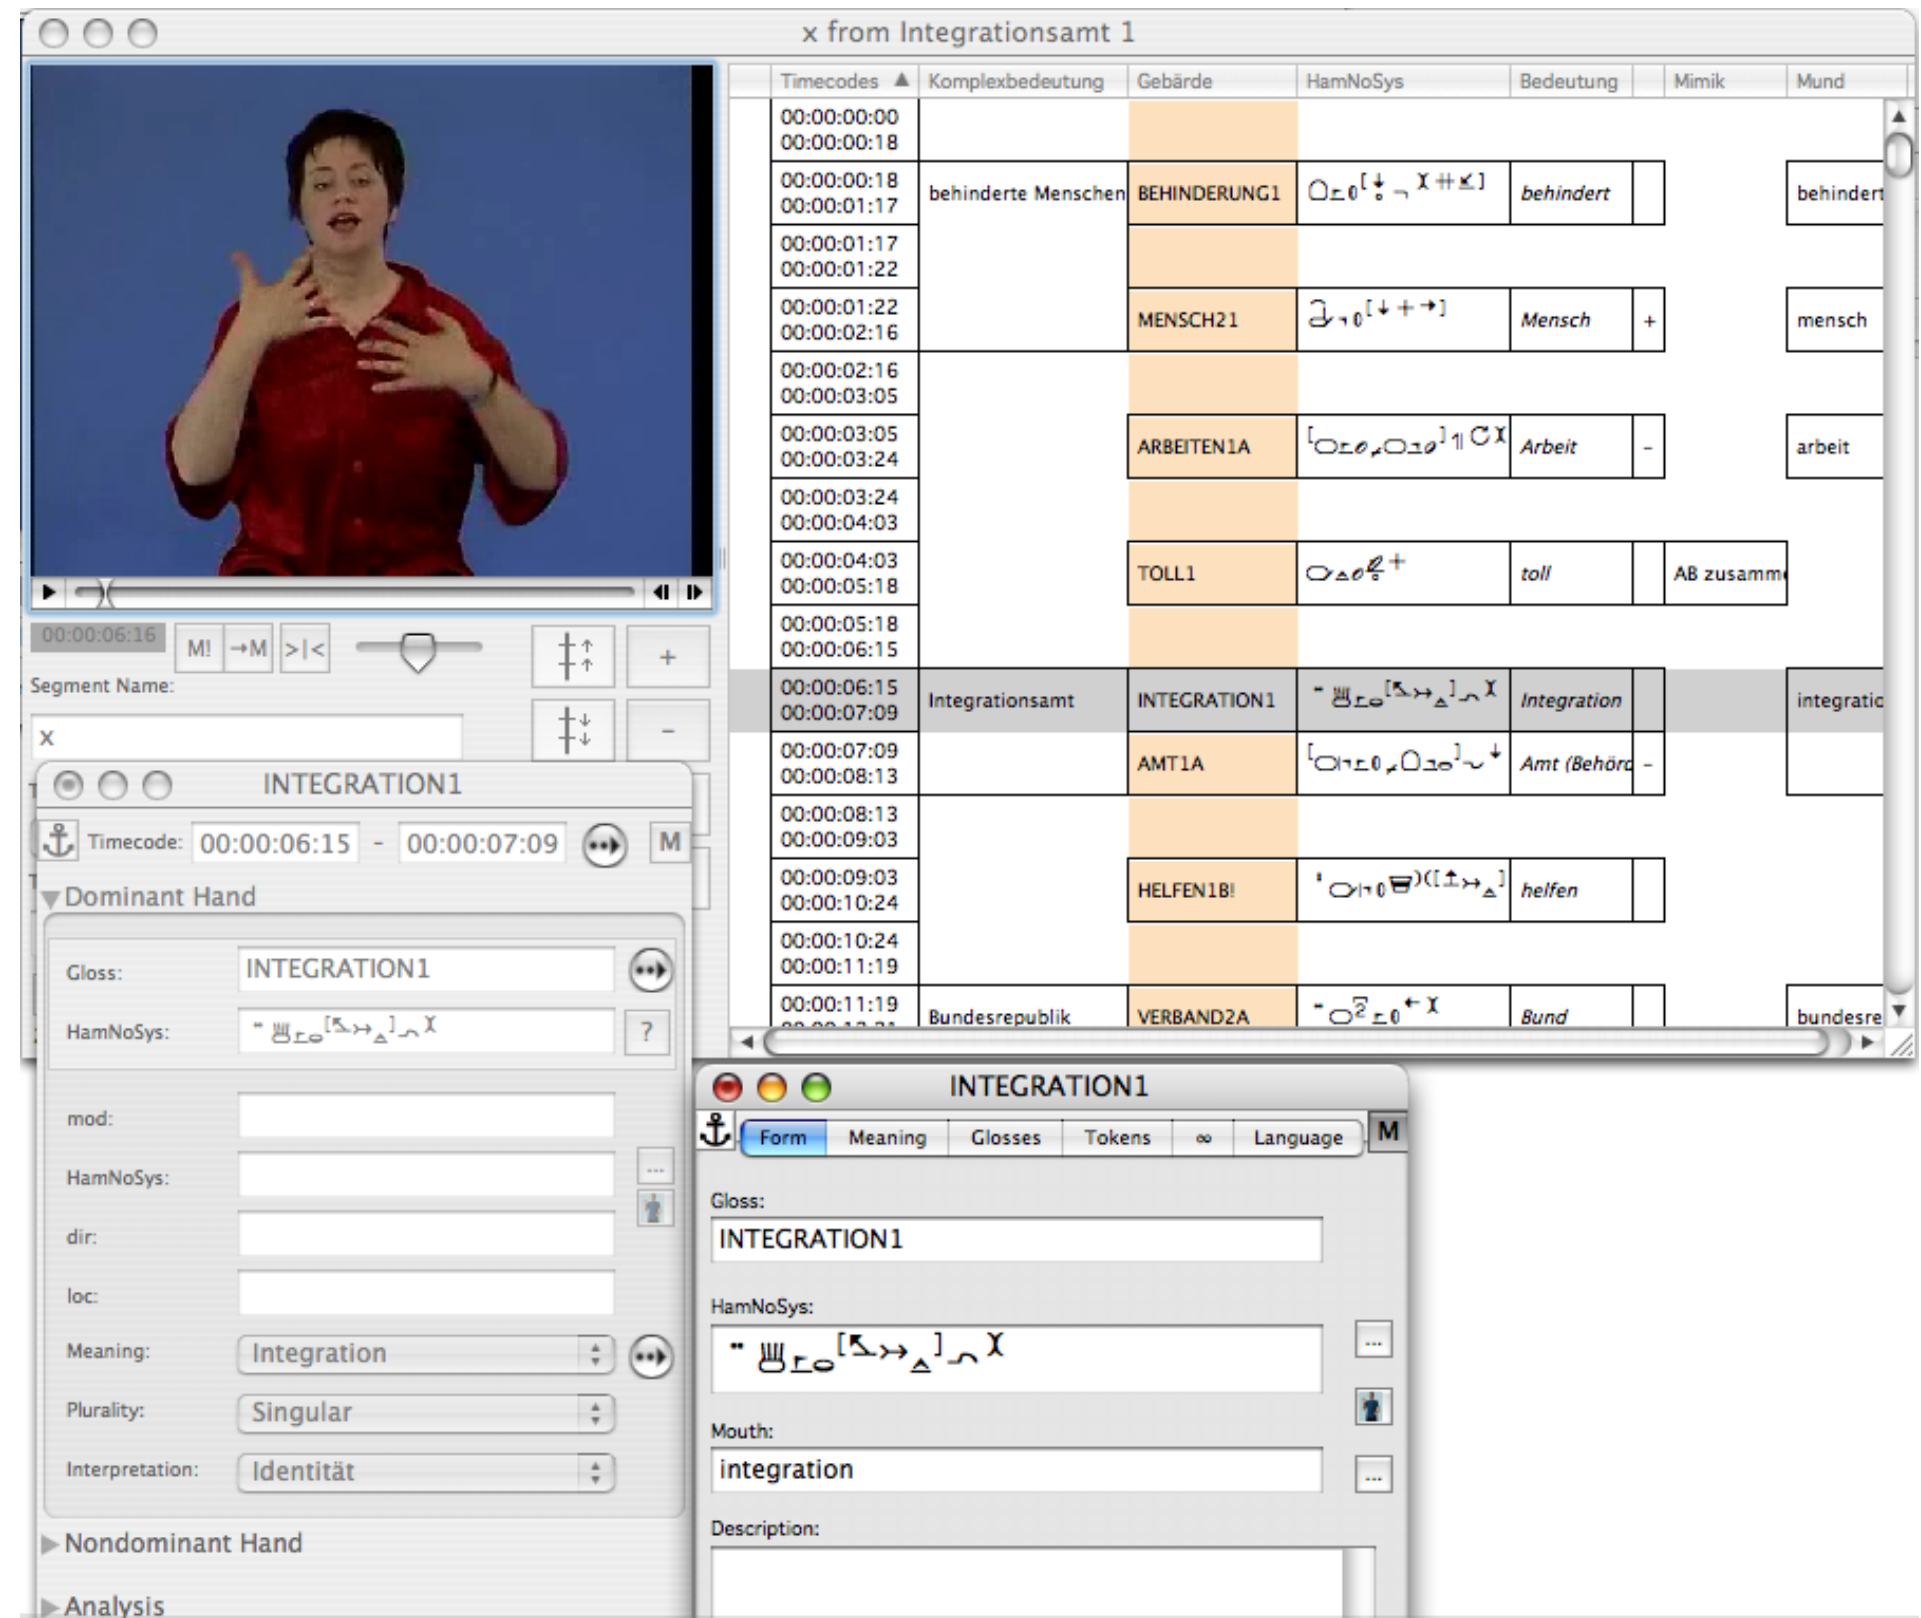 x from Integrationsamt 1
Timecodes ▲ Komplexbedeutung Gebärde HamNoSys Bedeutung Mimik Mund
00:00:00:00
00:00:00:18
00:00:00:18
00:00:01:17
behinderte Menschen BEHINDERUNG1 behindert behindert
00:00:01:17
00:00:01:22
00:00:01:22
00:00:02:16
MENSCH21 Mensch + mensch
00:00:02:16
00:00:03:05
00:00:03:05
00:00:03:24
ARBEITEN1A Arbeit - arbeit
00:00:03:24
00:00:04:03
00:00:04:03
00:00:05:18
TOLL1 toll AB zusamm
00:00:05:18
00:00:06:15
00:00:06:15
00:00:07:09
Integrationsamt INTEGRATION1 Integration integratio
00:00:07:09
00:00:08:13
AMT1A Amt (Behörd -
00:00:08:13
00:00:09:03
00:00:09:03
00:00:10:24
HELFEN1B! helfen
00:00:10:24
00:00:11:19
00:00:11:19
Bundesrepublik VERBAND2A Bund bundesre
00:00:06:16
M! →M >|<
+
Segment Name:
-
x
INTEGRATION1
Timecode: 00:00:06:15 - 00:00:07:09 M
Dominant Hand
Gloss: INTEGRATION1
HamNoSys: ?
mod:
HamNoSys: ...
dir:
loc:
Meaning: Integration
Plurality: Singular
Interpretation: Identität
Nondominant Hand
Analysis
INTEGRATION1
Form Meaning Glosses Tokens ∞ Language M
Gloss:
INTEGRATION1
HamNoSys:
...
Mouth:
integration ...
Description: